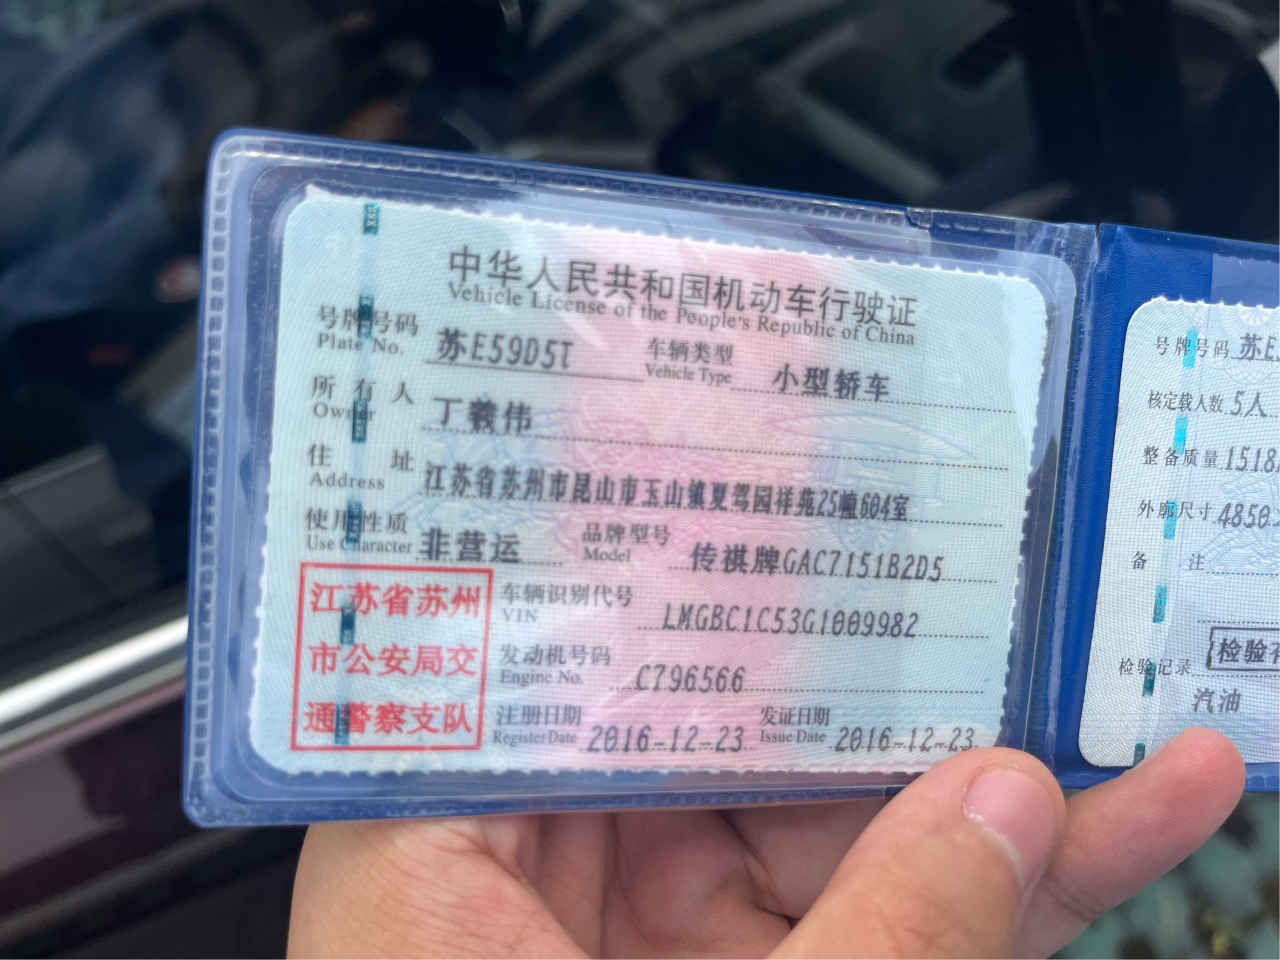 中华人民共和国机动车行驶证
Vehicle License of the People's Republic of China
号牌号码 苏E59D5T 车辆类型 小型轿车
Plate No. Vehicle Type
所有人 丁羲伟
Owner
住址 江苏省苏州市昆山市玉山镇夏驾园祥苑25幢604室
Address
使用性质 非营运 品牌型号 传祺牌GAC7151B2D5
Use Character Model
江苏省苏州
市公安局交
通警察支队
车辆识别代号 LMGBC1C53G1009982
VIN
发动机号码 C796566
Engine No.
注册日期 2016-12-23 发证日期 2016-12-23
Register Date Issue Date
号牌号码 苏E
核定载人数 5人
整备质量 1518
外廓尺寸 4850
备注
检验
检验记录
汽油